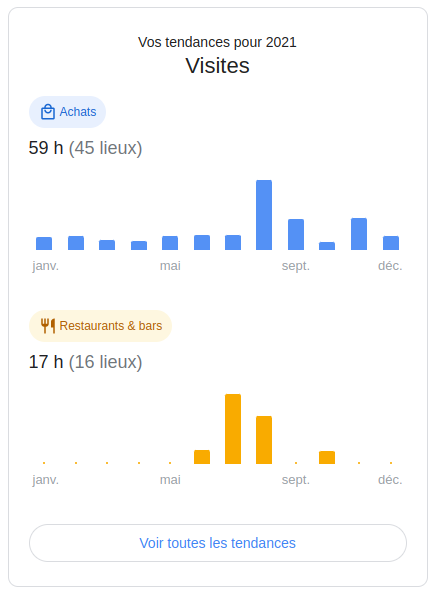 Vos tendances pour 2021
Visites
Achats
59 h (45 lieux)
janv. mai sept. déc.
Restaurants & bars
17 h (16 lieux)
janv. mai sept. déc.
Voir toutes les tendances